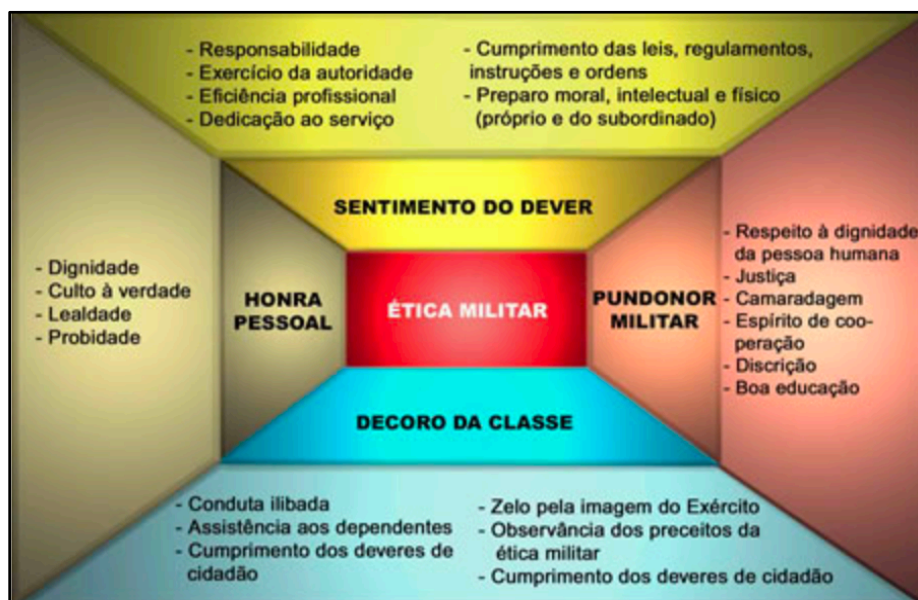 - Responsabilidade
- Exercício da autoridade
- Eficiência profissional
- Dedicação ao serviço
- Cumprimento das leis, regulamentos,
instruções e ordens
- Preparo moral, intelectual e físico
(próprio e do subordinado)
SENTIMENTO DO DEVER
- Dignidade
- Culto à verdade
- Lealdade
- Probidade
HONRA
PESSOAL
ÉTICA MILITAR
PUNDONOR
MILITAR
- Respeito à dignidade
da pessoa humana
- Justiça
- Camaradagem
- Espírito de coo-
peração
- Discrição
- Boa educação
DECORO DA CLASSE
- Conduta ilibada
- Assistência aos dependentes
- Cumprimento dos deveres de
cidadão
- Zelo pela imagem do Exército
- Observância dos preceitos da
ética militar
- Cumprimento dos deveres de cidadão